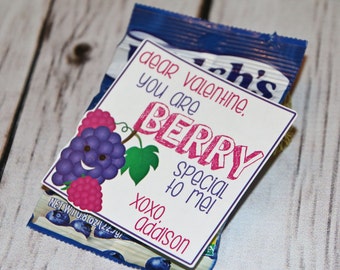 dear valentine,
you are
BERRY
special
to me!
xoxo,
addison